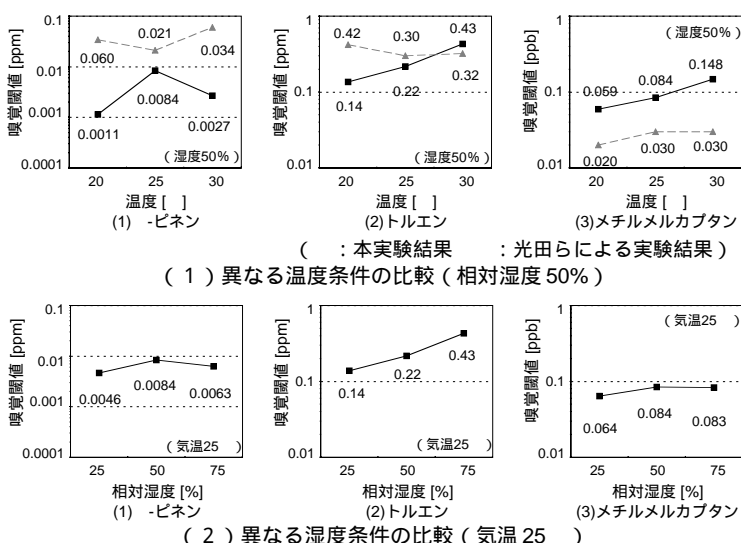 0.1
0.01
0.001
0.0001
嗅覚閾値 [ppm]
0.060
0.021
0.034
0.0011
0.0084
0.0027
(湿度50%)
20 25 30
温度 [ ]
(1) -ピネン
1
0.1
0.01
嗅覚閾値 [ppm]
0.42
0.30
0.43
0.14
0.22
0.32
(湿度50%)
20 25 30
温度 [ ]
(2)トルエン
1
0.1
0.01
嗅覚閾値 [ppb]
(湿度50%)
0.059
0.084
0.148
0.020
0.030
0.030
20 25 30
温度 [ ]
(3)メチルメルカプタン
( :本実験結果 :光田らによる実験結果)
(1)異なる温度条件の比較(相対湿度50%)
0.1
0.01
0.001
0.0001
嗅覚閾値 [ppm]
0.0046
0.0084
0.0063
(気温25 )
25 50 75
相対湿度 [%]
(1) -ピネン
1
0.1
0.01
嗅覚閾値 [ppm]
0.14
0.22
0.43
(気温25 )
25 50 75
相対湿度 [%]
(2)トルエン
1
0.1
0.01
嗅覚閾値 [ppb]
(気温25 )
0.064
0.084
0.083
25 50 75
相対湿度 [%]
(3)メチルメルカプタン
(2)異なる湿度条件の比較(気温25 )